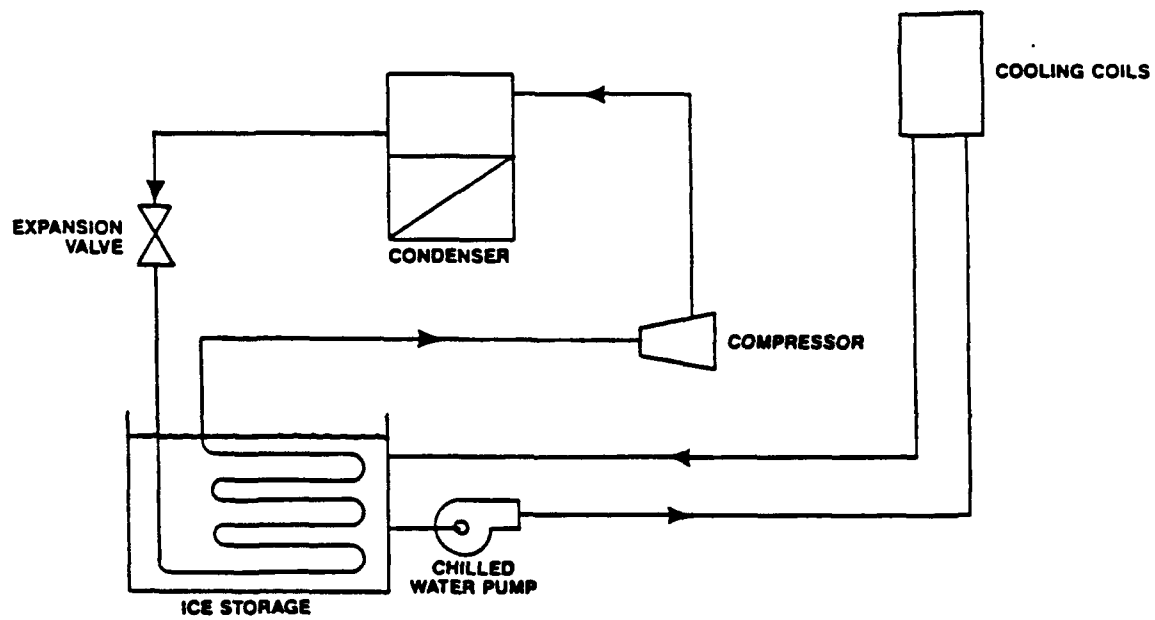 COOLING COILS
EXPANSION
VALVE
CONDENSER
COMPRESSOR
CHILLED
WATER PUMP
ICE STORAGE